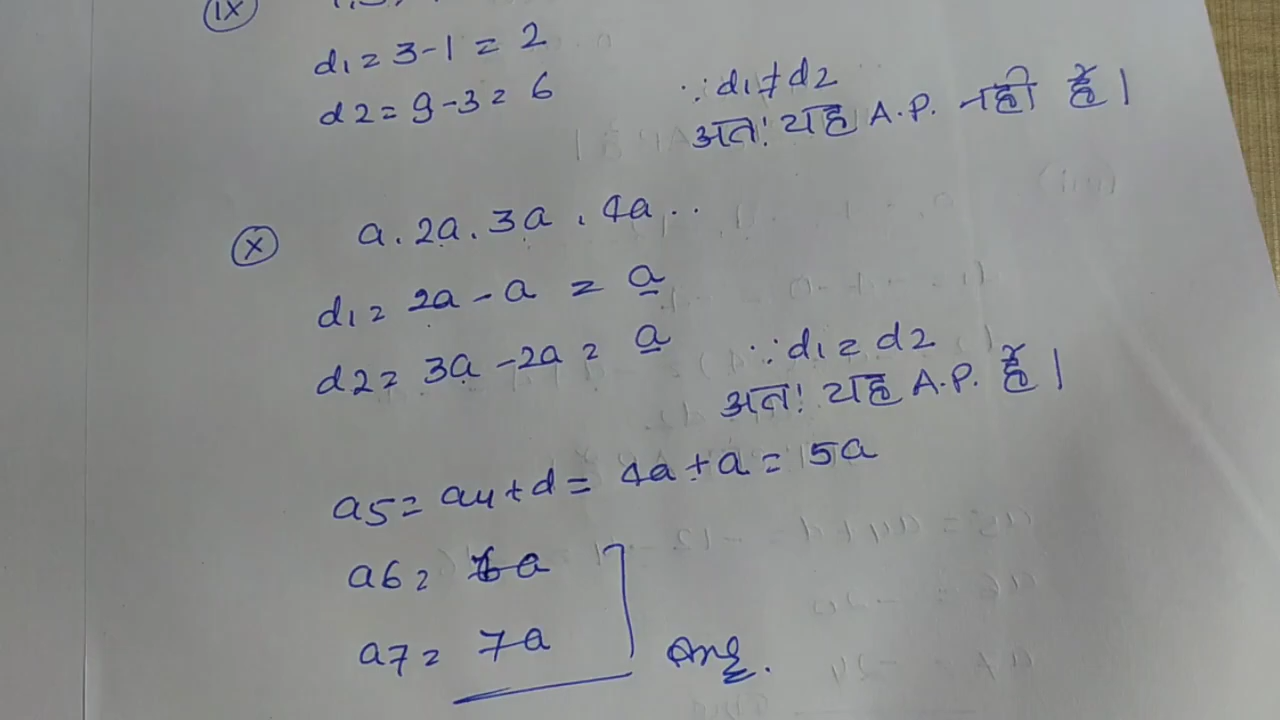 ix
d1 = 3 - 1 = 2
d2 = 9 - 3 = 6
∵ d1 ≠ d2
अतः यह A.P. नही है।
x a, 2a, 3a, 4a..
d1 = 2a - a = a
d2 = 3a - 2a = a
∵ d1 = d2
अतः यह A.P. है।
a5 = a4 + d = 4a + a = 5a
a6 = 6a
a7 = 7a
Ans.